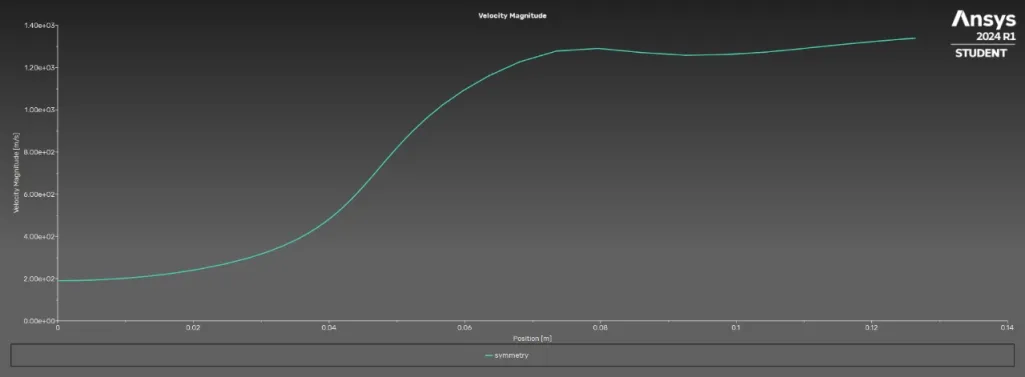 Velocity Magnitude
Ansys
2024 R1
STUDENT
1.40e+03
1.20e+03
1.00e+03
8.00e+02
6.00e+02
4.00e+02
2.00e+02
0.00e+00
Velocity Magnitude [m/s]
0 0.02 0.04 0.06 0.08 0.1 0.12 0.14
Position [m]
symmetry